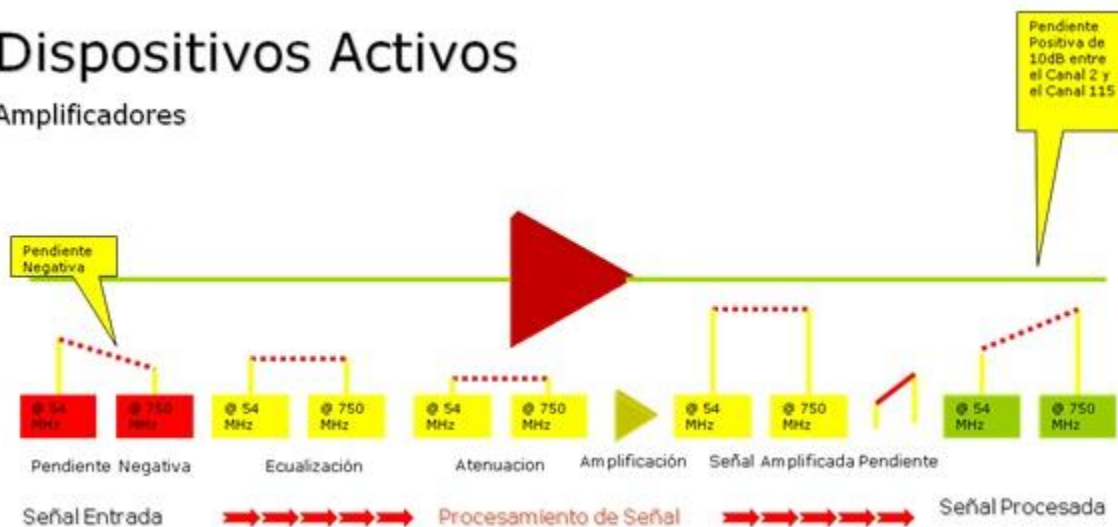 Dispositivos Activos
Amplificadores
Pendiente
Positiva de
10dB entre
el Canal 2 y
el Canal 115
Pendiente
Negativa
@ 54
MHz
@ 750
MHz
@ 54
MHz
@ 750
MHz
@ 54
MHz
@ 750
MHz
@ 54
MHz
@ 750
MHz
@ 54
MHz
@ 750
MHz
Pendiente Negativa
Ecualización
Atenuacion
Amplificación
Señal Amplificada
Pendiente
Señal Entrada
Procesamiento de Señal
Señal Procesada